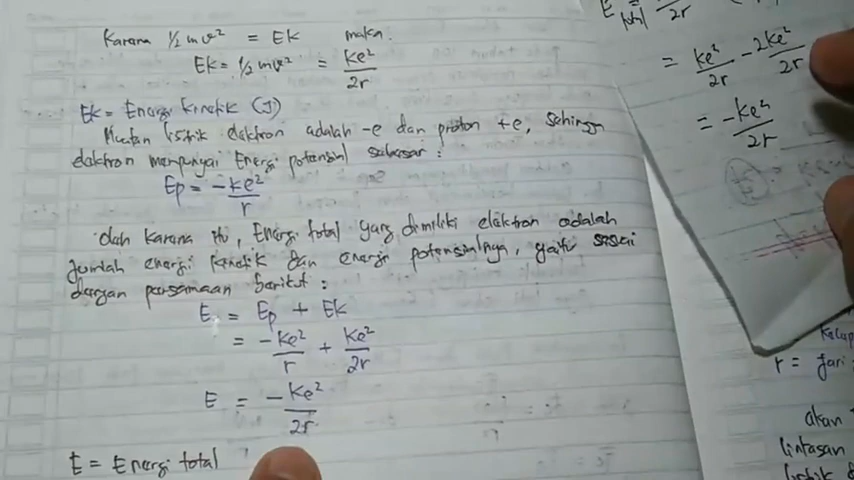 Karena 1/2 mv² = Ek maka:
Ek = 1/2 mv² = ke²/2r
Ek = Energi kinetik (J)
Muatan listrik elektron adalah -e dan proton +e, sehingga
elektron mempunyai Energi potensial sebesar:
Ep = -ke²/r
oleh karena itu, Energi total yang dimiliki elektron adalah
jumlah energi kinetik dan energi potensialnya, yaitu sesuai
dengan persamaan berikut:
E = Ep + Ek
= -ke²/r + ke²/2r
E = -ke²/2r
E = Energi total
= ke²/2r - 2ke²/2r
= -ke²/2r
r = jari
akan
lintasan